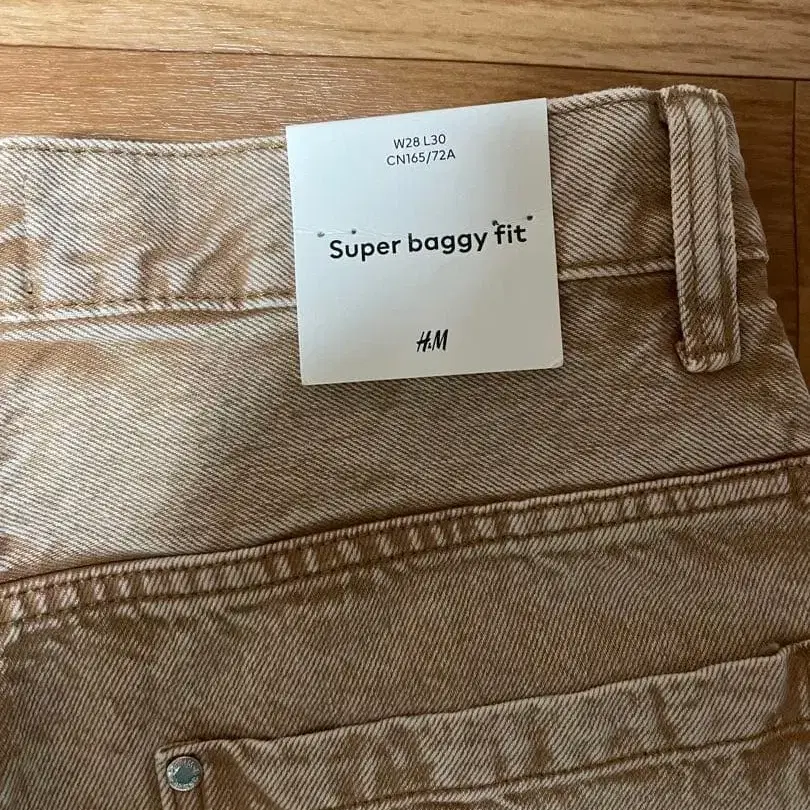 W28 L30
CN165/72A
Super baggy fit
H&M